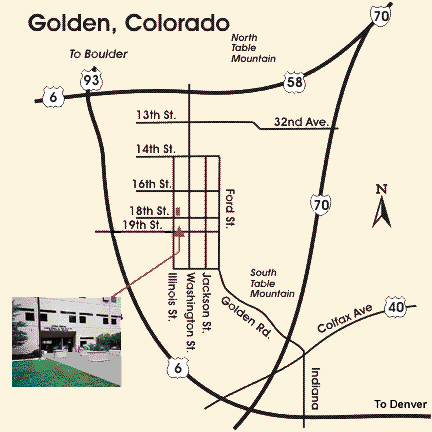 Golden, Colorado
70
North
Table
Mountain
To Boulder
93
6
58
13th St.
32nd Ave.
14th St.
16th St.
18th St.
19th St.
Ford St.
70
N
Illinois St.
Washington St.
Jackson St.
Golden Rd.
South
Table
Mountain
Colfax Ave
40
6
Indiana
To Denver